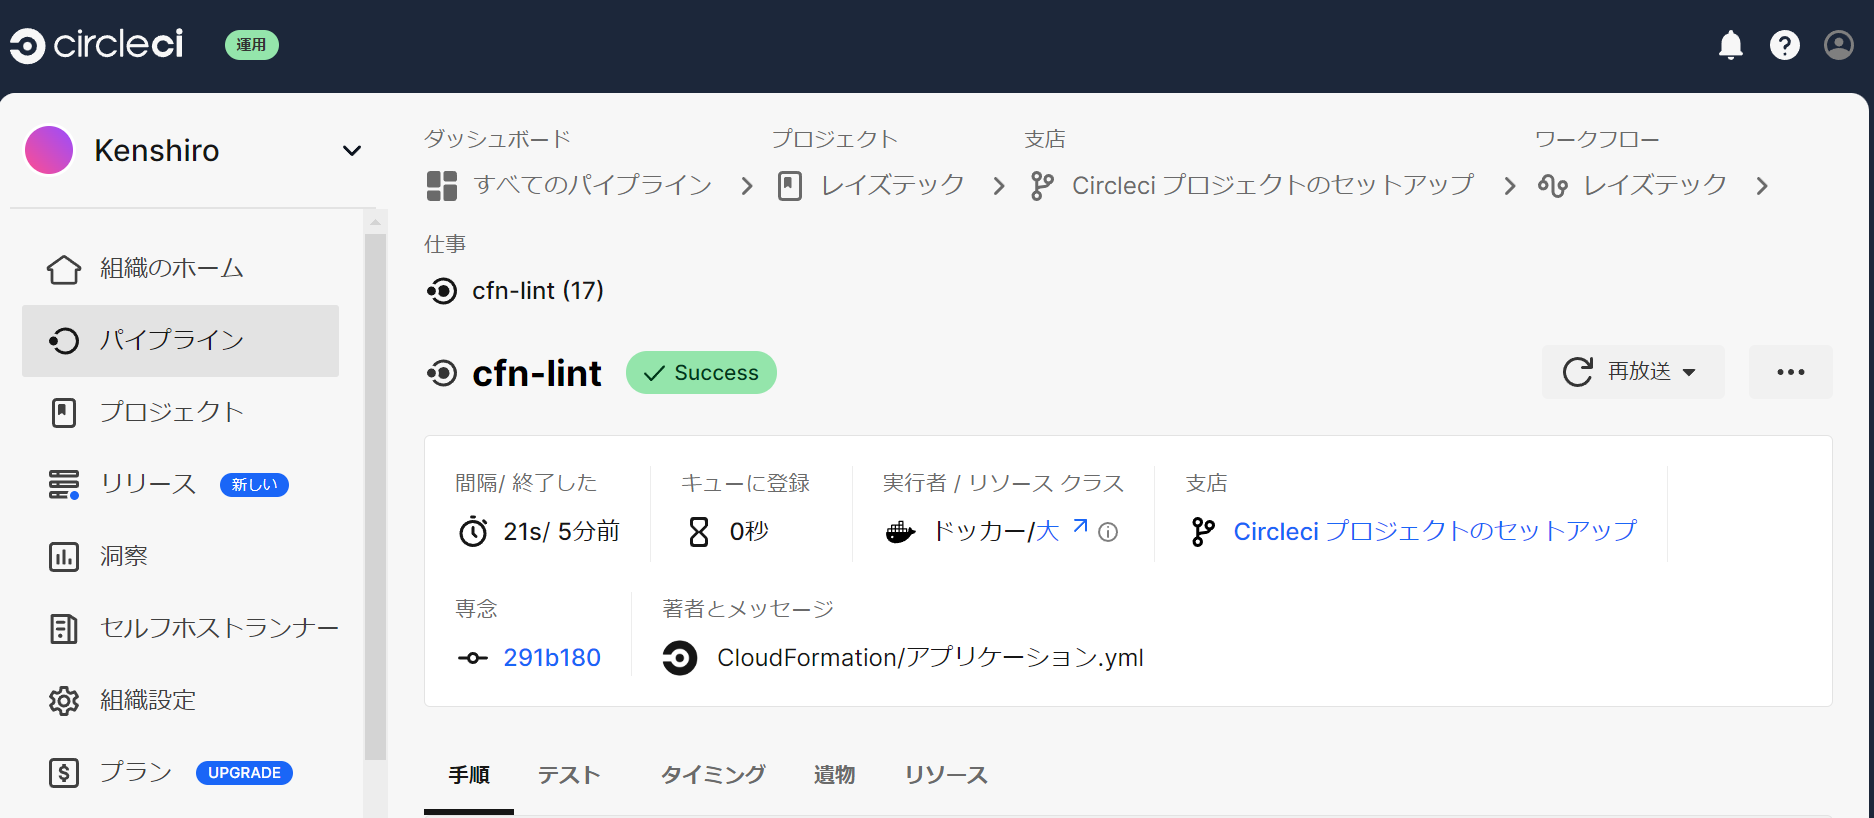 circleci
運用
Kenshiro
組織のホーム
パイプライン
プロジェクト
リリース 新しい
洞察
セルフホストランナー
組織設定
プラン UPGRADE
ダッシュボード プロジェクト 支店 ワークフロー
すべてのパイプライン レイズテック Circleci プロジェクトのセットアップ レイズテック
仕事
cfn-lint (17)
cfn-lint Success 再放送
間隔/ 終了した キューに登録 実行者 / リソース クラス 支店
21s/ 5分前 0秒 ドッカー/大 Circleci プロジェクトのセットアップ
専念 著者とメッセージ
291b180 CloudFormation/アプリケーション.yml
手順 テスト タイミング 遺物 リソース